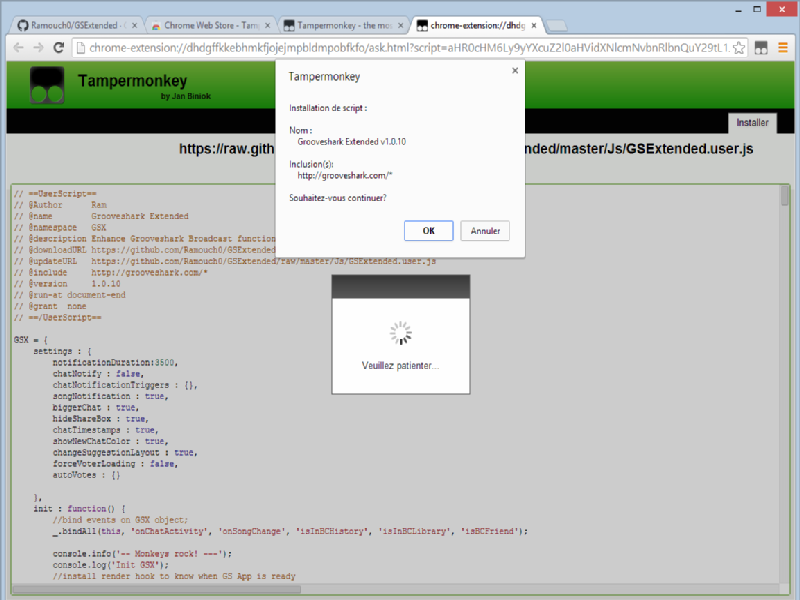 Ramouch0/GSExtended · G
Chrome Web Store - Tamp
Tampermonkey - the mo
chrome-extension://dhdg
chrome-extension://dhdgffkkebhmkfjojejmpbldmpobfkfo/ask.html?script=aHR0cHM6Ly9yYXcuZ2l0aHVidXNlcmNvbnRlbnQuY29tL1
Tampermonkey
by Jan Biniok
Installer
https://raw.gith
nded/master/Js/GSExtended.user.js
Tampermonkey
Installation de script :
Nom :
Grooveshark Extended v1.0.10
Inclusion(s):
http://grooveshark.com/*
Souhaitez-vous continuer?
OK
Annuler
Veuillez patienter...
// ==UserScript==
// @Author Ram
// @name Grooveshark Extended
// @namespace GSX
// @description Enhance Grooveshark Broadcast function
// @downloadURL https://github.com/Ramouch0/GSExtended
// @updateURL https://github.com/Ramouch0/GSExtended/raw/master/Js/GSExtended.user.js
// @include http://grooveshark.com/*
// @version 1.0.10
// @run-at document-end
// @grant none
// ==/UserScript==
GSX = {
settings : {
notificationDuration:3500,
chatNotify : false,
chatNotificationTriggers : {},
songNotification : true,
biggerChat : true,
hideShareBox : true,
chatTimestamps : true,
showNewChatColor : true,
changeSuggestionLayout : true,
forceVoterLoading : false,
autoVotes : {}
},
init : function() {
//bind events on GSX object;
_.bindAll(this, 'onChatActivity', 'onSongChange', 'isInBCHistory', 'isInBCLibrary', 'isBCFriend');
console.info('-- Monkeys rock! ---');
console.log('Init GSX');
//install render hook to know when GS App is ready